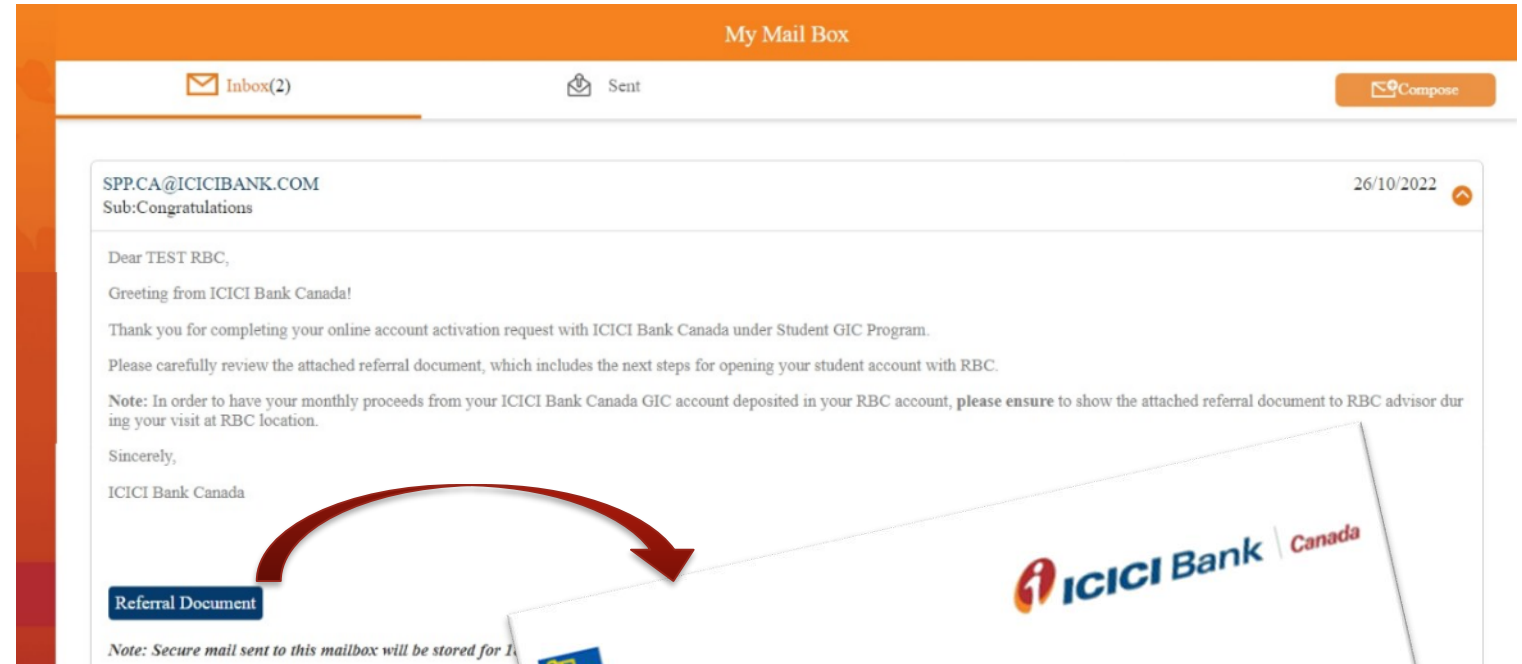 My Mail Box
Inbox(2)
Sent
Compose
SPP.CA@ICICIBANK.COM
26/10/2022
Sub:Congratulations
Dear TEST RBC,
Greeting from ICICI Bank Canada!
Thank you for completing your online account activation request with ICICI Bank Canada under Student GIC Program.
Please carefully review the attached referral document, which includes the next steps for opening your student account with RBC.
Note: In order to have your monthly proceeds from your ICICI Bank Canada GIC account deposited in your RBC account, please ensure to show the attached referral document to RBC advisor dur
ing your visit at RBC location.
Sincerely,
ICICI Bank Canada
ICICI Bank Canada
Referral Document
Note: Secure mail sent to this mailbox will be stored for